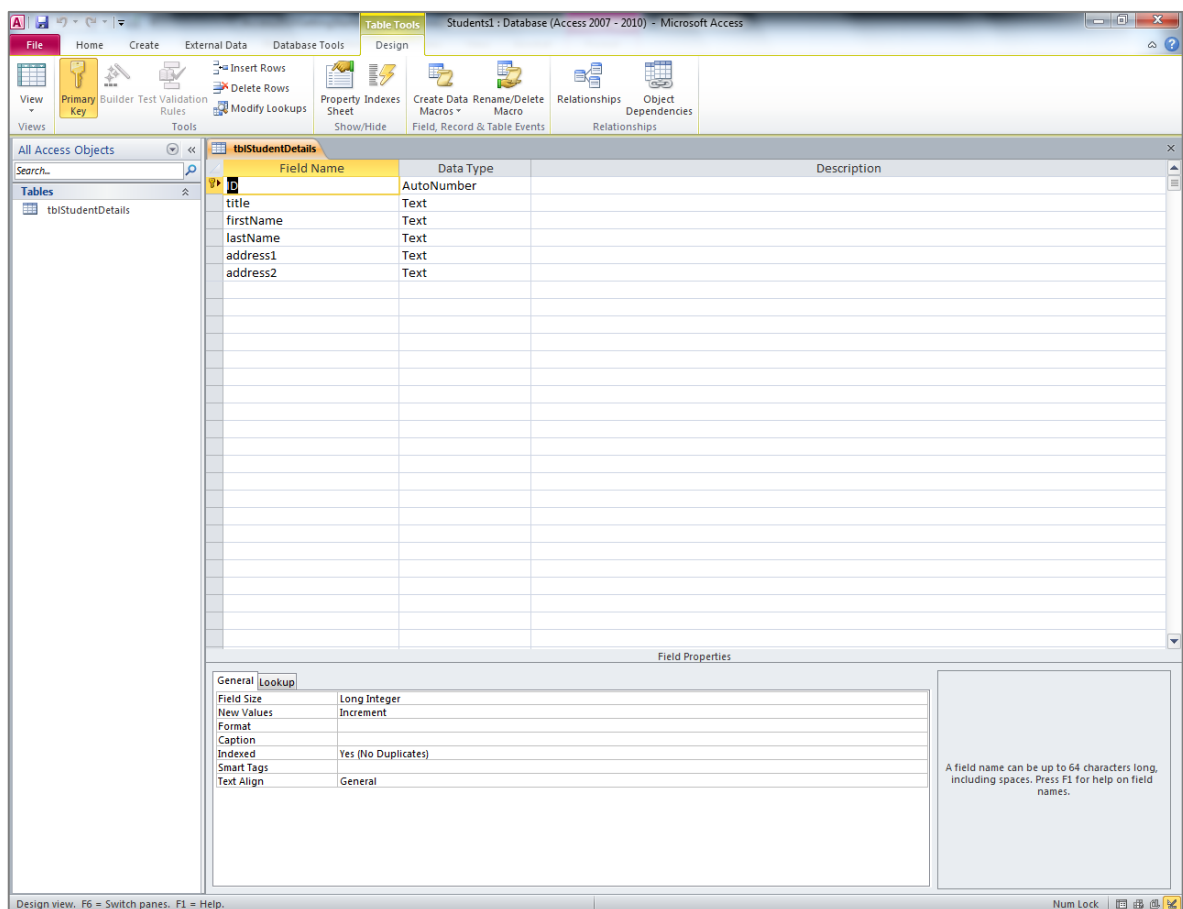 A
Table Tools
Students1 : Database (Access 2007 - 2010) - Microsoft Access
File Home Create External Data Database Tools Design
View
Views
Primary Key
Builder
Test Validation Rules
Insert Rows
Delete Rows
Modify Lookups
Tools
Property Sheet
Indexes
Show/Hide
Create Data Macros
Rename/Delete Macro
Field, Record & Table Events
Relationships
Object Dependencies
Relationships
All Access Objects
Search...
Tables
tblStudentDetails
tblStudentDetails
Field Name Data Type Description
ID AutoNumber
title Text
firstName Text
lastName Text
address1 Text
address2 Text
Field Properties
General Lookup
Field Size Long Integer
New Values Increment
Format
Caption
Indexed Yes (No Duplicates)
Smart Tags
Text Align General
A field name can be up to 64 characters long,
including spaces. Press F1 for help on field
names.
Design view. F6 = Switch panes. F1 = Help.
Num Lock